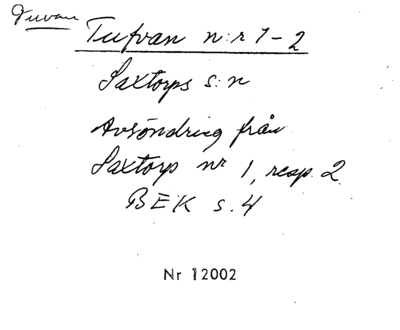 Tuvan
Tufvan n:r 1-2
Saxtorps s:n
Avsöndring från
Saxtorp nr 1, resp. 2.
BEK s. 4
Nr 12002